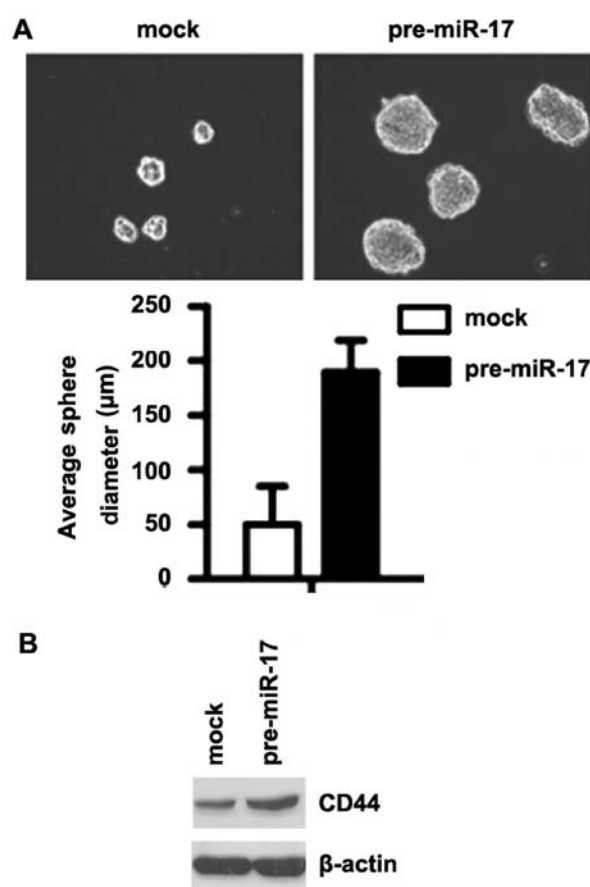 A
mock
pre-miR-17
Average sphere
diameter (µm)
250
200
150
100
50
0
mock
pre-miR-17
B
mock
pre-miR-17
CD44
β-actin